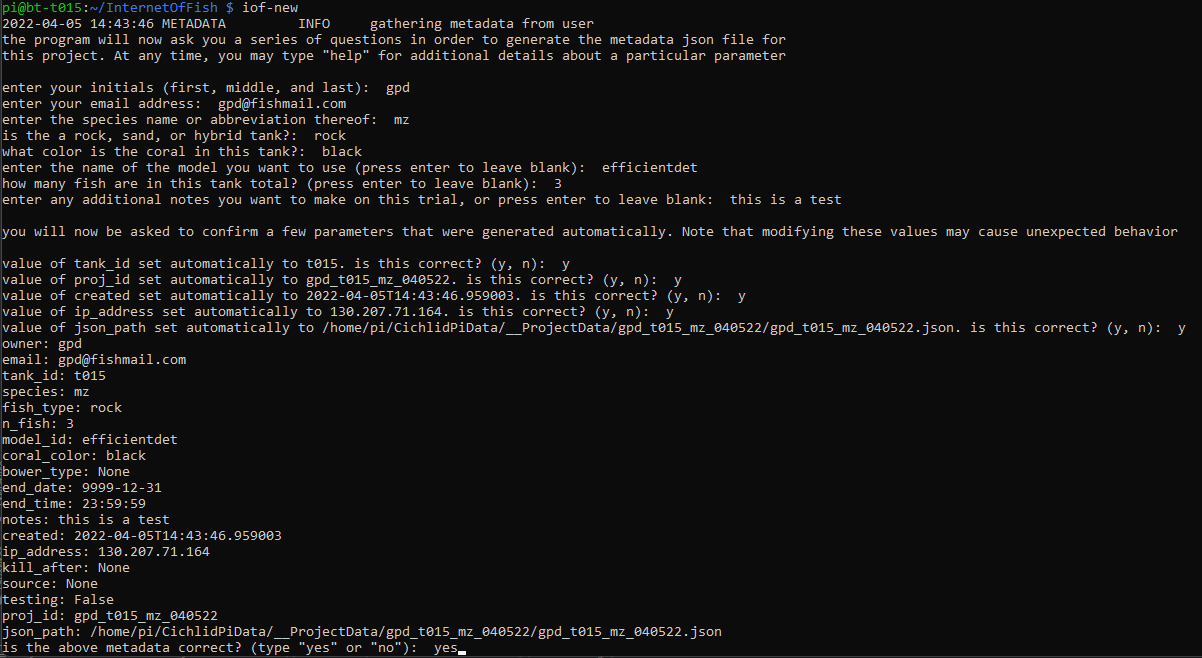 pi@bt-t015:~/InternetOfFish $ iof-new
2022-04-05 14:43:46 METADATA         INFO     gathering metadata from user
the program will now ask you a series of questions in order to generate the metadata json file for
this project. At any time, you may type "help" for additional details about a particular parameter
enter your initials (first, middle, and last):  gpd
enter your email address:  gpd@fishmail.com
enter the species name or abbreviation thereof:  mz
is the a rock, sand, or hybrid tank?:  rock
what color is the coral in this tank?:  black
enter the name of the model you want to use (press enter to leave blank):  efficientdet
how many fish are in this tank total? (press enter to leave blank):  3
enter any additional notes you want to make on this trial, or press enter to leave blank:  this is a test
you will now be asked to confirm a few parameters that were generated automatically. Note that modifying these values may cause unexpected behavior
value of tank_id set automatically to t015. is this correct? (y, n):  y
value of proj_id set automatically to gpd_t015_mz_040522. is this correct? (y, n):  y
value of created set automatically to 2022-04-05T14:43:46.959003. is this correct? (y, n):  y
value of ip_address set automatically to 130.207.71.164. is this correct? (y, n):  y
value of json_path set automatically to /home/pi/CichlidPiData/__ProjectData/gpd_t015_mz_040522/gpd_t015_mz_040522.json. is this correct? (y, n):  y
owner: gpd
email: gpd@fishmail.com
tank_id: t015
species: mz
fish_type: rock
n_fish: 3
model_id: efficientdet
coral_color: black
bower_type: None
end_date: 9999-12-31
end_time: 23:59:59
notes: this is a test
created: 2022-04-05T14:43:46.959003
ip_address: 130.207.71.164
kill_after: None
source: None
testing: False
proj_id: gpd_t015_mz_040522
json_path: /home/pi/CichlidPiData/__ProjectData/gpd_t015_mz_040522/gpd_t015_mz_040522.json
is the above metadata correct? (type "yes" or "no"):  yes